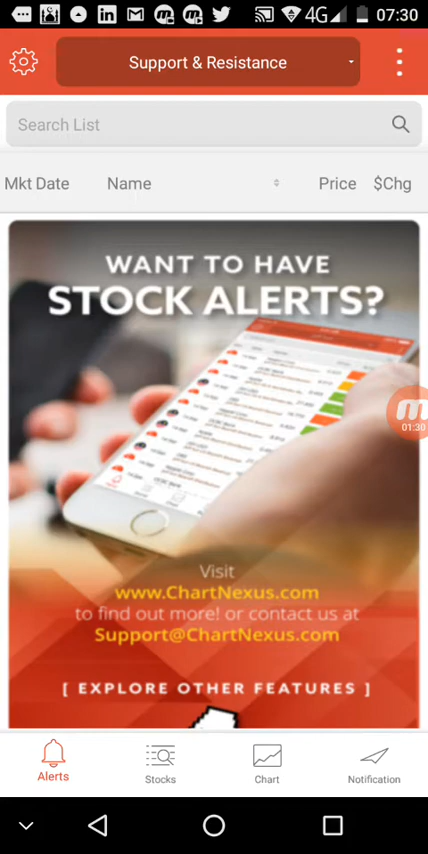 4G 07:30
Support & Resistance
Search List
Mkt Date Name Price $Chg
WANT TO HAVE
STOCK ALERTS?
01:30
Visit
www.ChartNexus.com
to find out more! or contact us at
Support@ChartNexus.com
[ EXPLORE OTHER FEATURES ]
Alerts Stocks Chart Notification